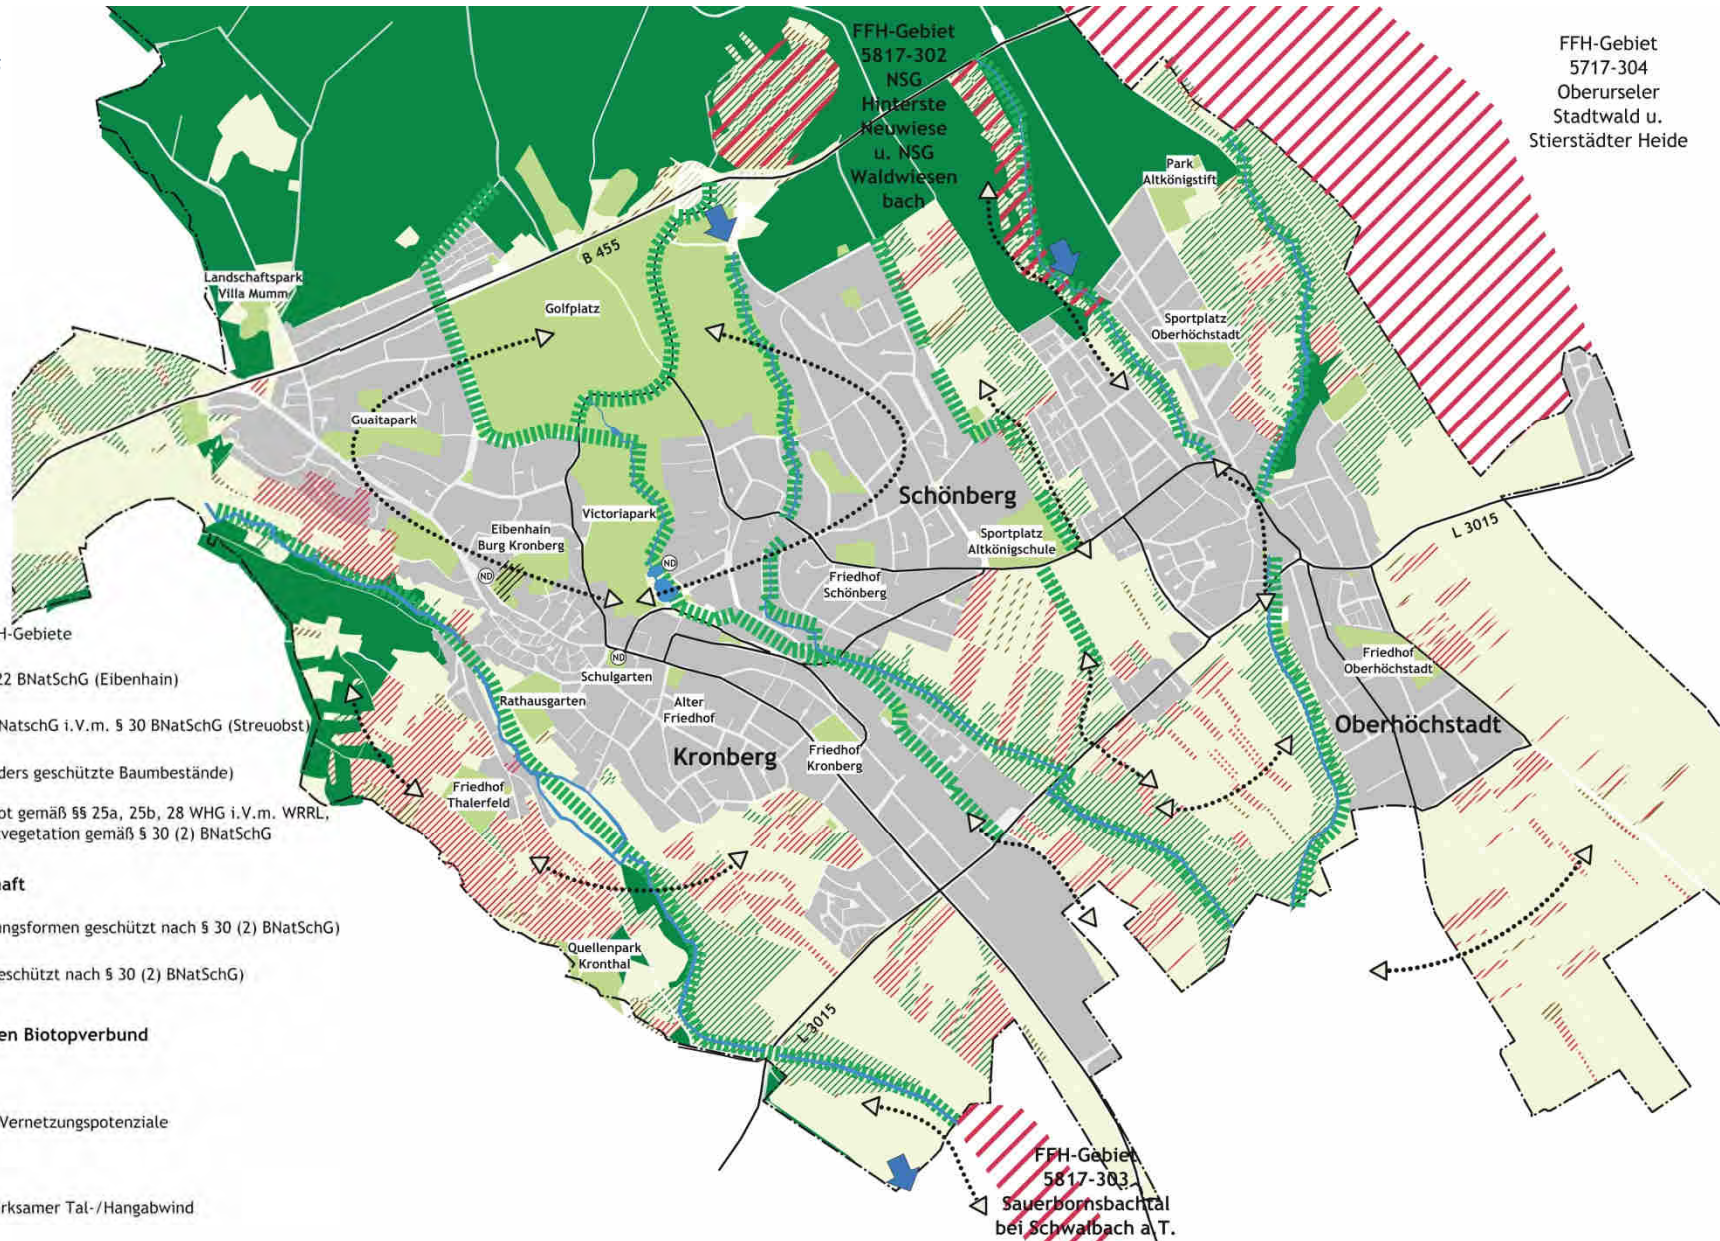 FFH-Gebiet
5817-302
NSG
Hinterste
Neuwiese
u. NSG
Waldwiesen
bach
FFH-Gebiet
5717-304
Oberurseler
Stadtwald u.
Stierstädter Heide
Park
Altkönigstift
B 455
Landschaftspark
Villa Mumm
Golfplatz
Sportplatz
Oberhöchstadt
Guaitapark
Schönberg
Victoriapark
Eibenhain
Burg Kronberg
Sportplatz
Altkönigschule
L 3015
ND
ND
Friedhof
Schönberg
H-Gebiete
ND
Friedhof
Oberhöchstadt
22 BNatSchG (Eibenhain)
Schulgarten
Rathausgarten
Alter
Friedhof
NatschG i.V.m. § 30 BNatSchG (Streuobst)
Oberhöchstadt
Kronberg
Friedhof
Kronberg
ders geschützte Baumbestände)
Friedhof
Thalerfeld
ot gemäß §§ 25a, 25b, 28 WHG i.V.m. WRRL,
vegetation gemäß § 30 (2) BNatSchG
aft
ungsformen geschützt nach § 30 (2) BNatSchG)
Quellenpark
Kronthal
eschützt nach § 30 (2) BNatSchG)
L 3015
en Biotopverbund
Vernetzungspotenziale
FFH-Gebiet
5817-303
Sauerbornsbachtal
bei Schwalbach a.T.
rksamer Tal-/Hangabwind